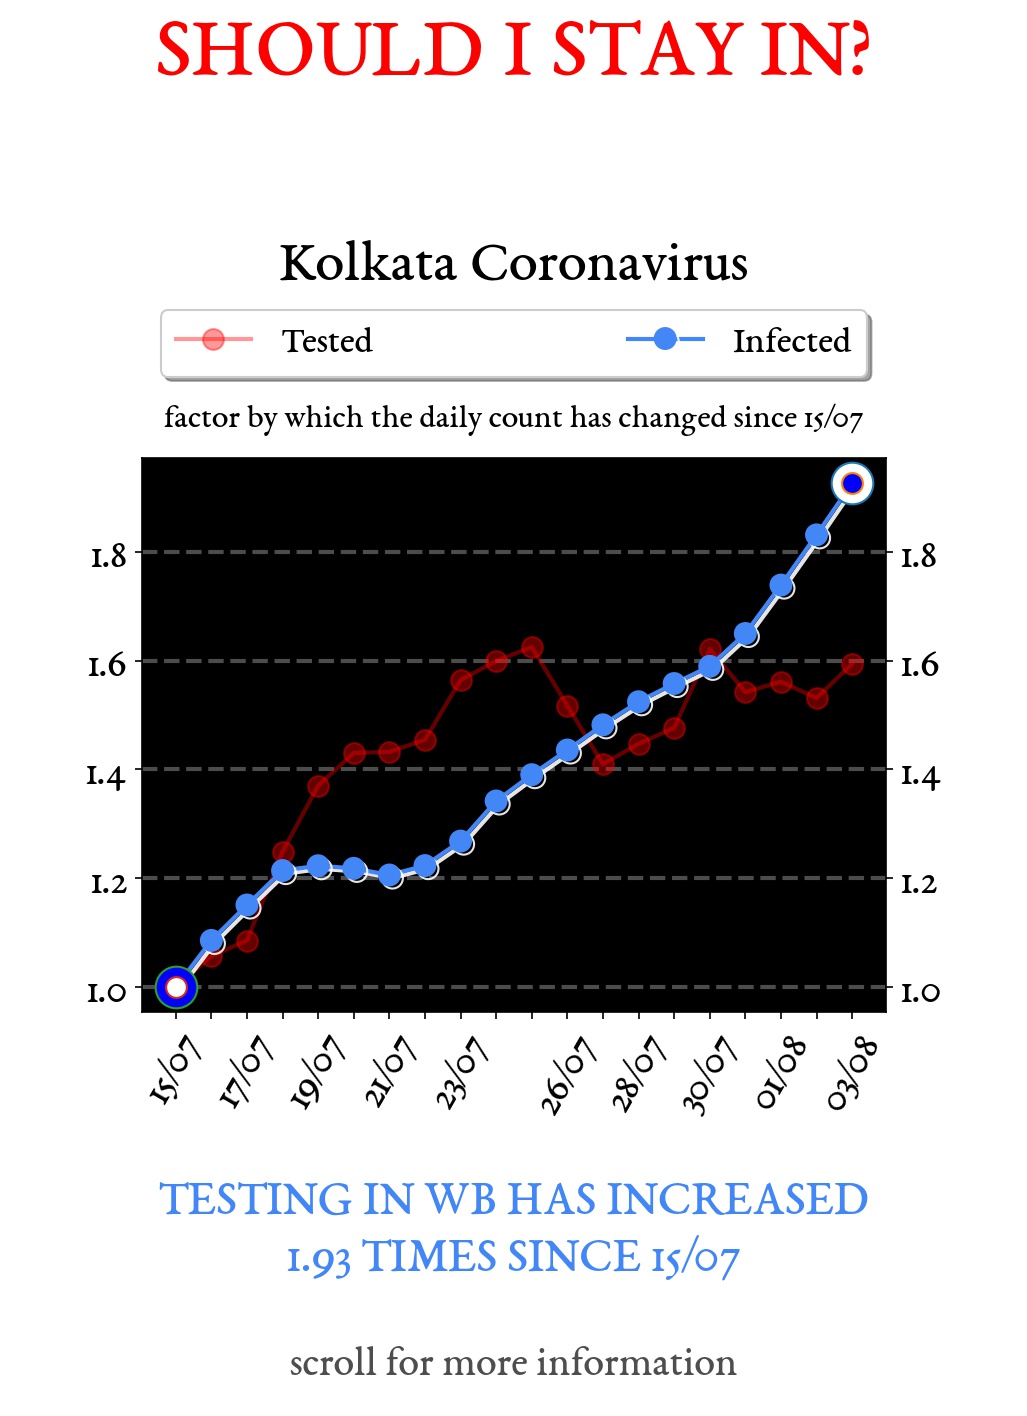 SHOULD I STAY IN?
Kolkata Coronavirus
Tested Infected
factor by which the daily count has changed since 15/07
1.8 1.8
1.6 1.6
1.4 1.4
1.2 1.2
1.0 1.0
15/07 17/07 19/07 21/07 23/07 26/07 28/07 30/07 01/08 03/08
TESTING IN WB HAS INCREASED
1.93 TIMES SINCE 15/07
scroll for more information